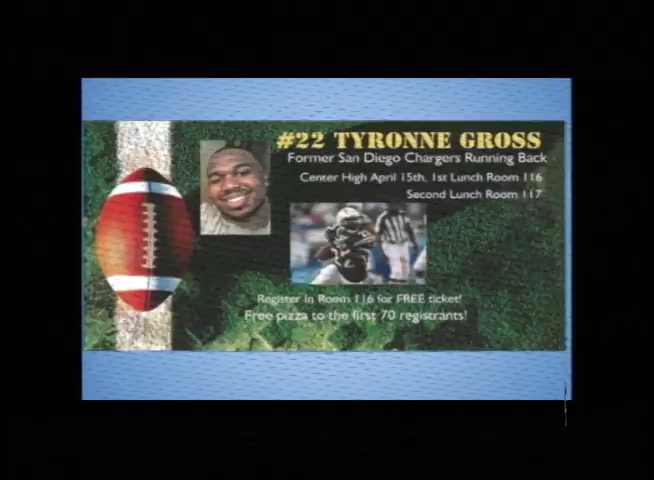 #22 TYRONNE GROSS
Former San Diego Chargers Running Back
Center High April 15th, 1st Lunch Room 116
Second Lunch Room 117
Register In Room 116 for FREE ticket!
Free pizza to the first 70 registrants!